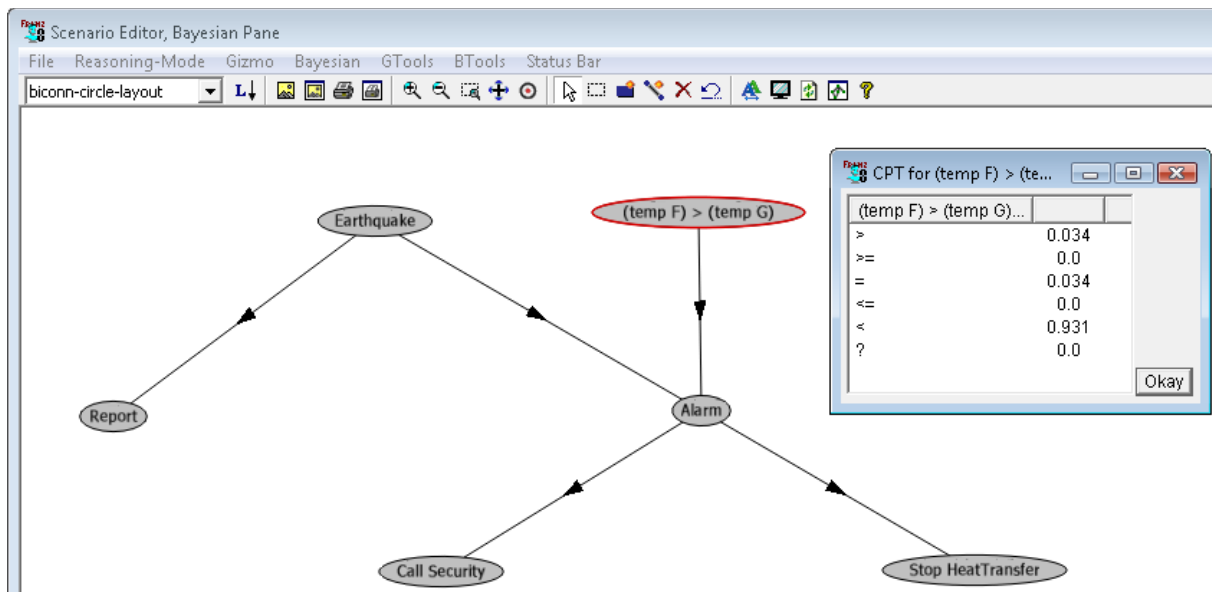 Franz
Scenario Editor, Bayesian Pane
File Reasoning-Mode Gizmo Bayesian GTools BTools Status Bar
biconn-circle-layout L
Earthquake
(temp F) > (temp G)
Report
Alarm
Call Security
Stop HeatTransfer
Franz
CPT for (temp F) > (te...
(temp F) > (temp G)...
> 0.034
>= 0.0
= 0.034
<= 0.0
< 0.931
? 0.0
Okay